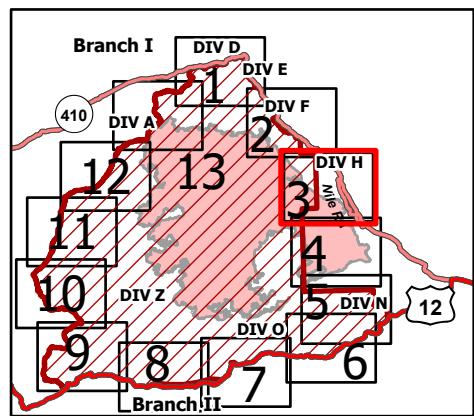 Branch I
DIV D
DIV E
1
410
DIV F
DIV A
2
13
DIV H
12
3
Nile R
11
4
10
5
DIV Z
DIV N
12
DIV O
9
8
6
7
Branch II